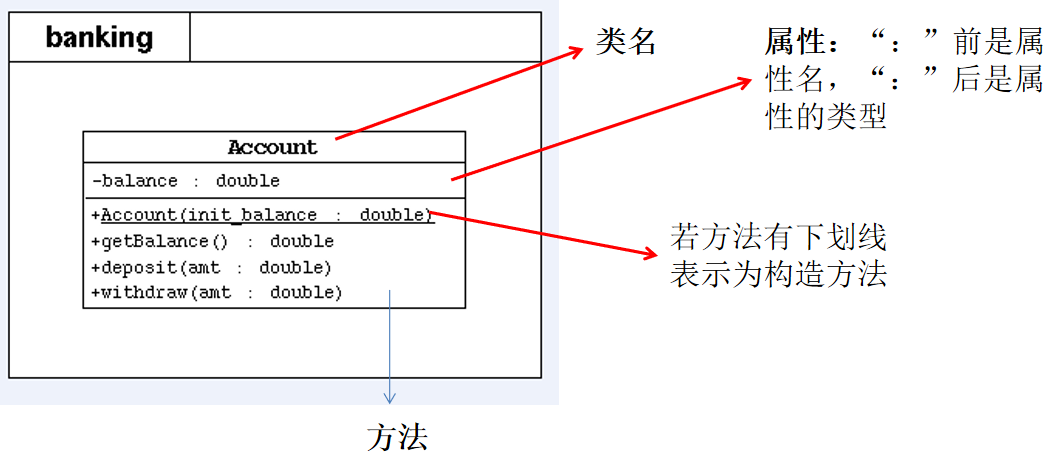 banking
类名
属性：“：”前是属
性名，“：”后是属
性的类型
Account
-balance : double
+Account(init_balance : double)
+getBalance() : double
+deposit(amt : double)
+withdraw(amt : double)
若方法有下划线
表示为构造方法
方法